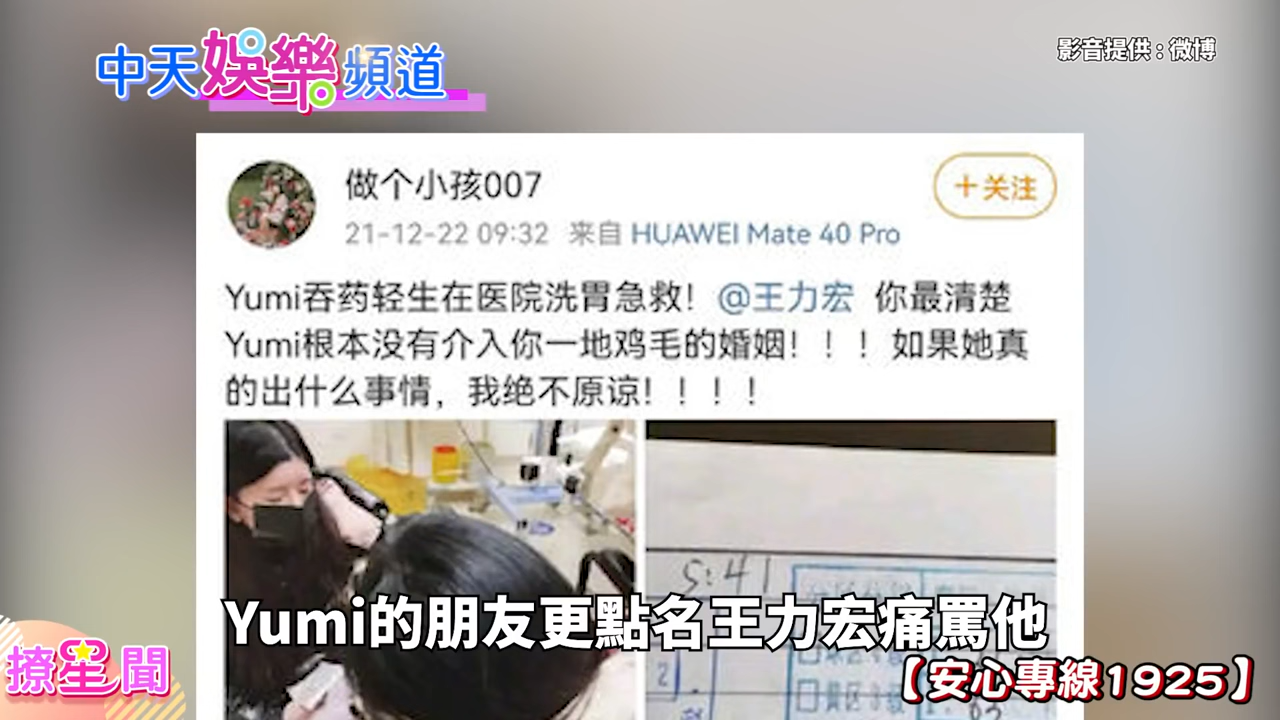 中天娛樂頻道
影音提供:微博
做个小孩007
+关注
21-12-22 09:32 来自 HUAWEI Mate 40 Pro
Yumi吞药轻生在医院洗胃急救！@王力宏 你最清楚
Yumi根本没有介入你一地鸡毛的婚姻！！！如果她真
的出什么事情，我绝不原谅！！！！
5:41
Yumi的朋友更點名王力宏痛罵他
撩星聞
【安心專線1925】